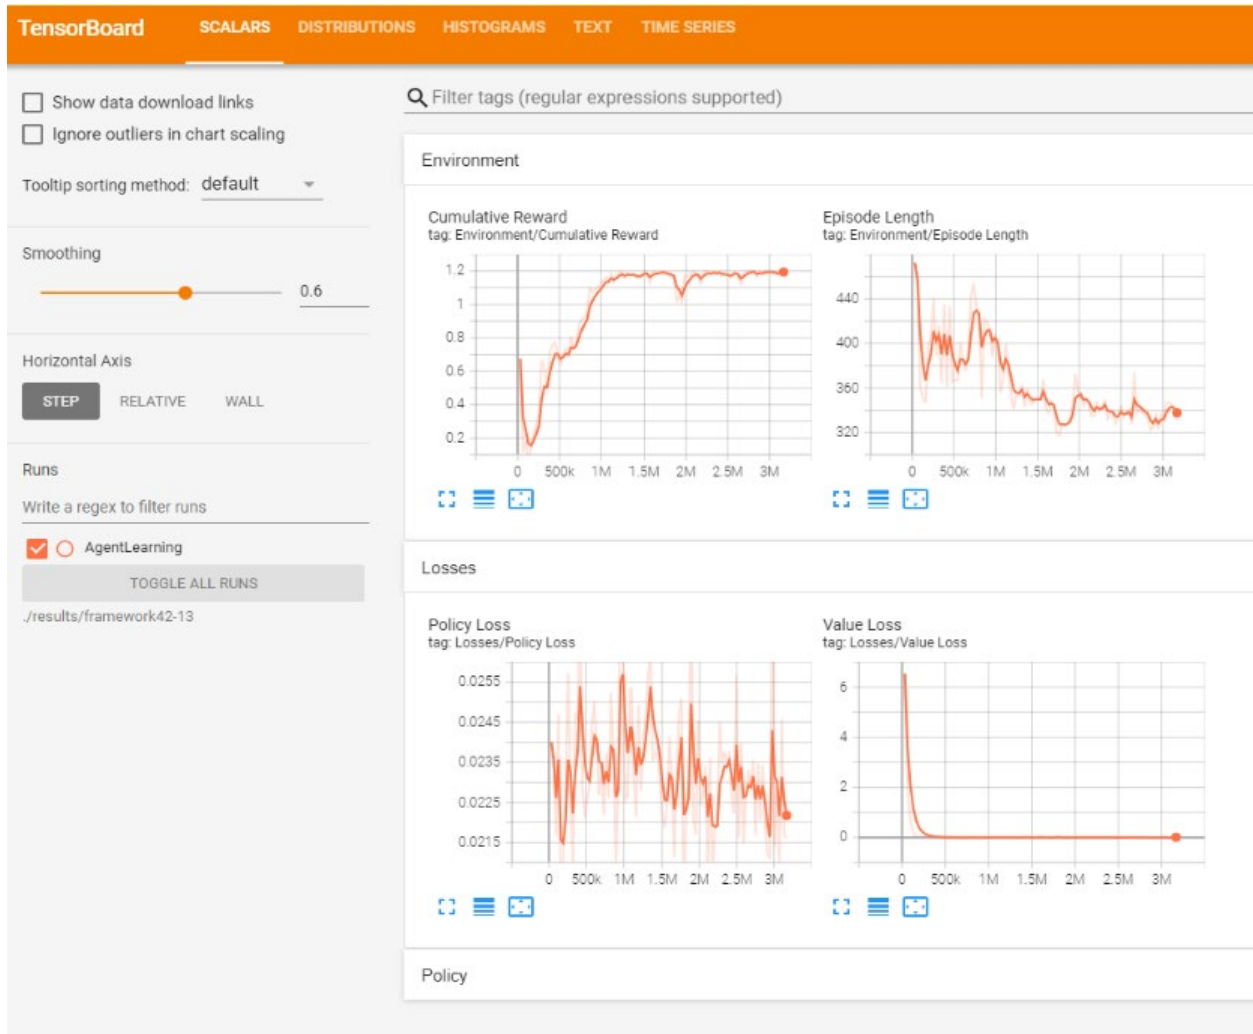 TensorBoard SCALARS DISTRIBUTIONS HISTOGRAMS TEXT TIME SERIES
Show data download links
Ignore outliers in chart scaling
Tooltip sorting method: default
Smoothing
0.6
Horizontal Axis
STEP RELATIVE WALL
Runs
Write a regex to filter runs
AgentLearning
TOGGLE ALL RUNS
./results/framework42-13
Filter tags (regular expressions supported)
Environment
Cumulative Reward
tag: Environment/Cumulative Reward
1.2
1
0.8
0.6
0.4
0.2
0 500k 1M 1.5M 2M 2.5M 3M
Episode Length
tag: Environment/Episode Length
440
400
360
320
0 500k 1M 1.5M 2M 2.5M 3M
Losses
Policy Loss
tag: Losses/Policy Loss
0.0255
0.0245
0.0235
0.0225
0.0215
0 500k 1M 1.5M 2M 2.5M 3M
Value Loss
tag: Losses/Value Loss
6
4
2
0
0 500k 1M 1.5M 2M 2.5M 3M
Policy